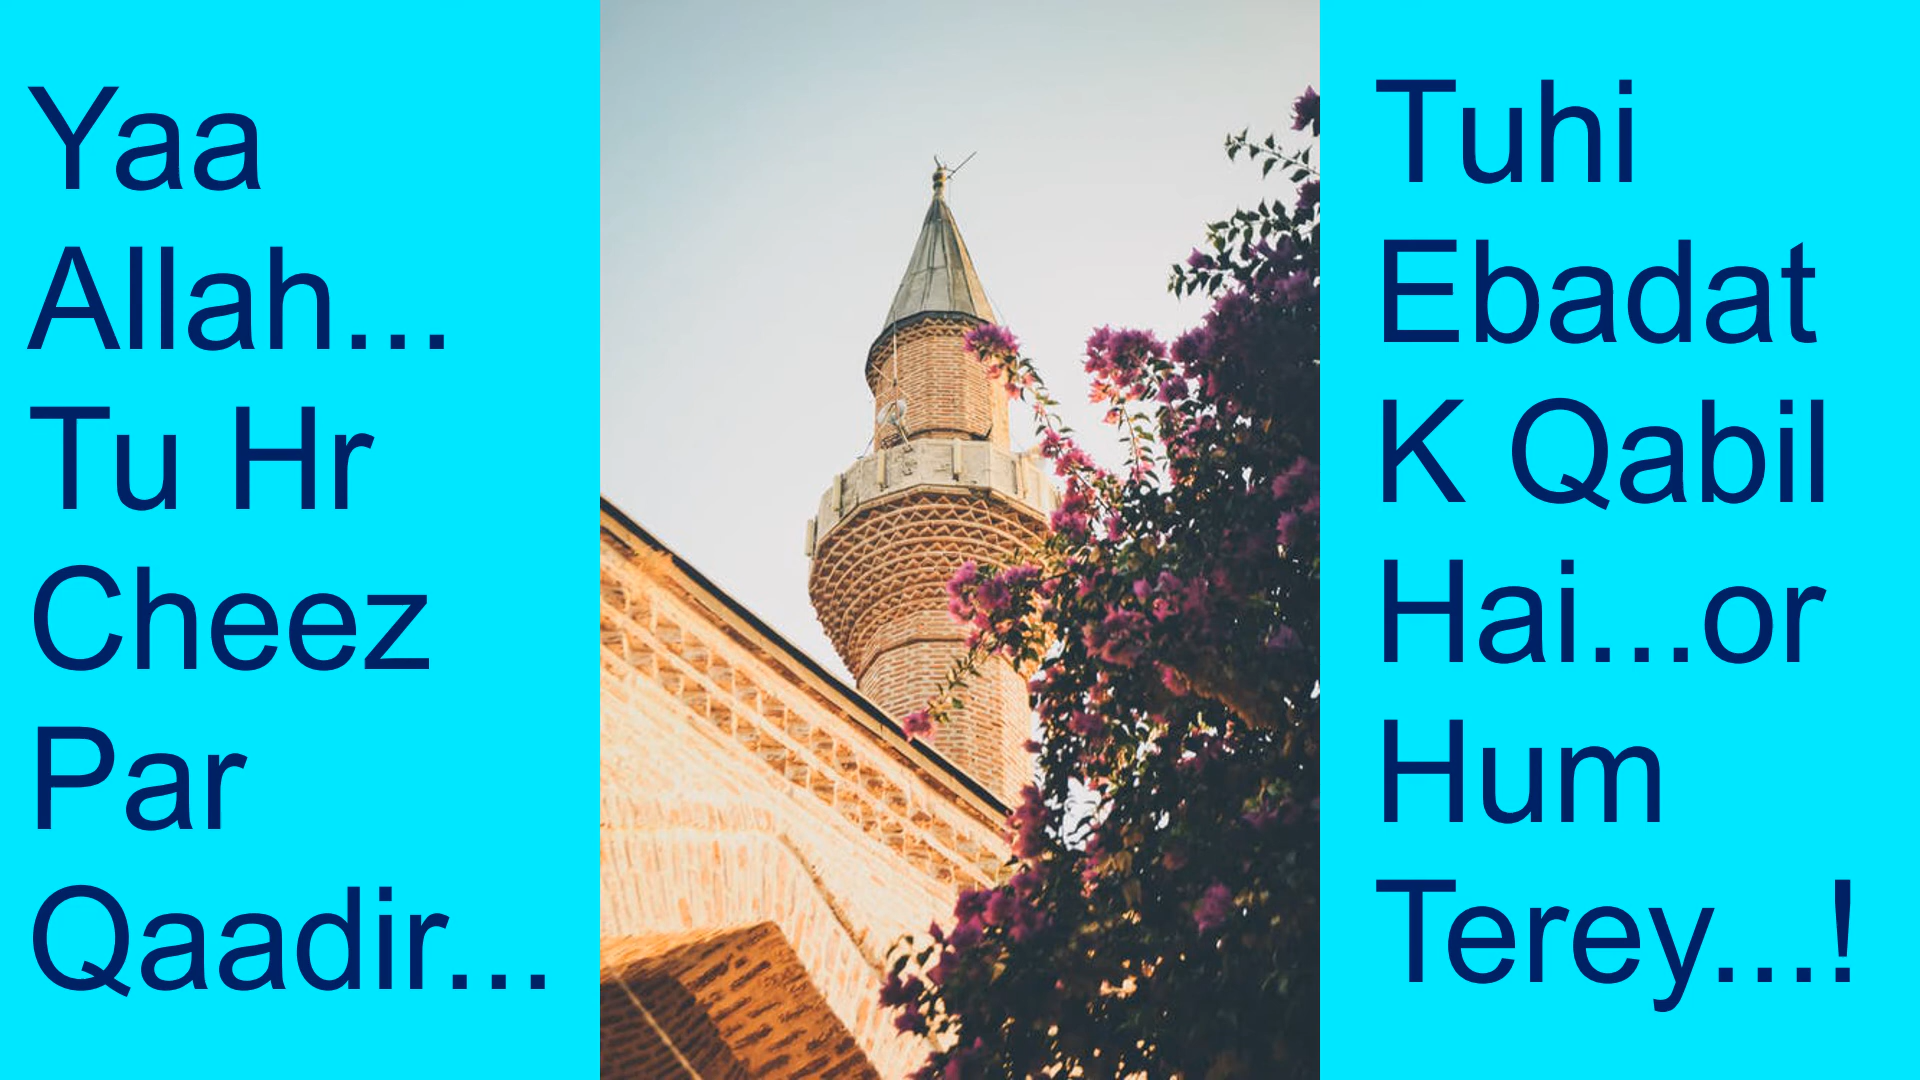 Yaa
Allah...
Tu Hr
Cheez
Par
Qaadir...
Tuhi
Ebadat
K Qabil
Hai...or
Hum
Terey...!